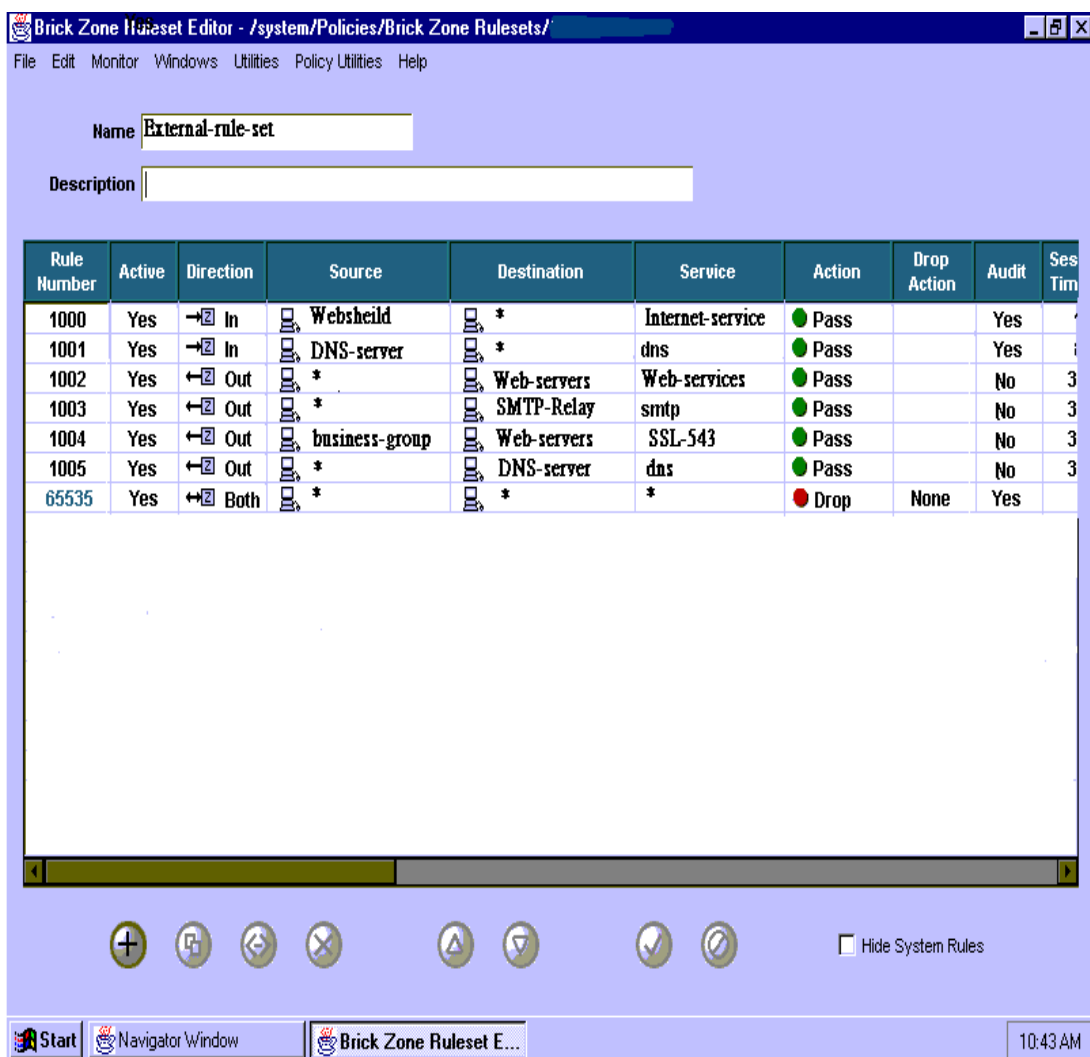 Brick Zone Ruleset Editor - /system/Policies/Brick Zone Rulesets/
File Edit Monitor Windows Utilities Policy Utilities Help
Name External-rule-set
Description
Rule Number Active Direction Source Destination Service Action Drop Action Audit Ses Tim
1000 Yes In Websheild * Internet-service Pass Yes
1001 Yes In DNS-server * dns Pass Yes
1002 Yes Out * Web-servers Web-services Pass No 3
1003 Yes Out * SMTP-Relay smtp Pass No 3
1004 Yes Out business-group Web-servers SSL-543 Pass No 3
1005 Yes Out * DNS-server dns Pass No 3
65535 Yes Both * * * Drop None Yes
Hide System Rules
Start Navigator Window Brick Zone Ruleset E... 10:43 AM